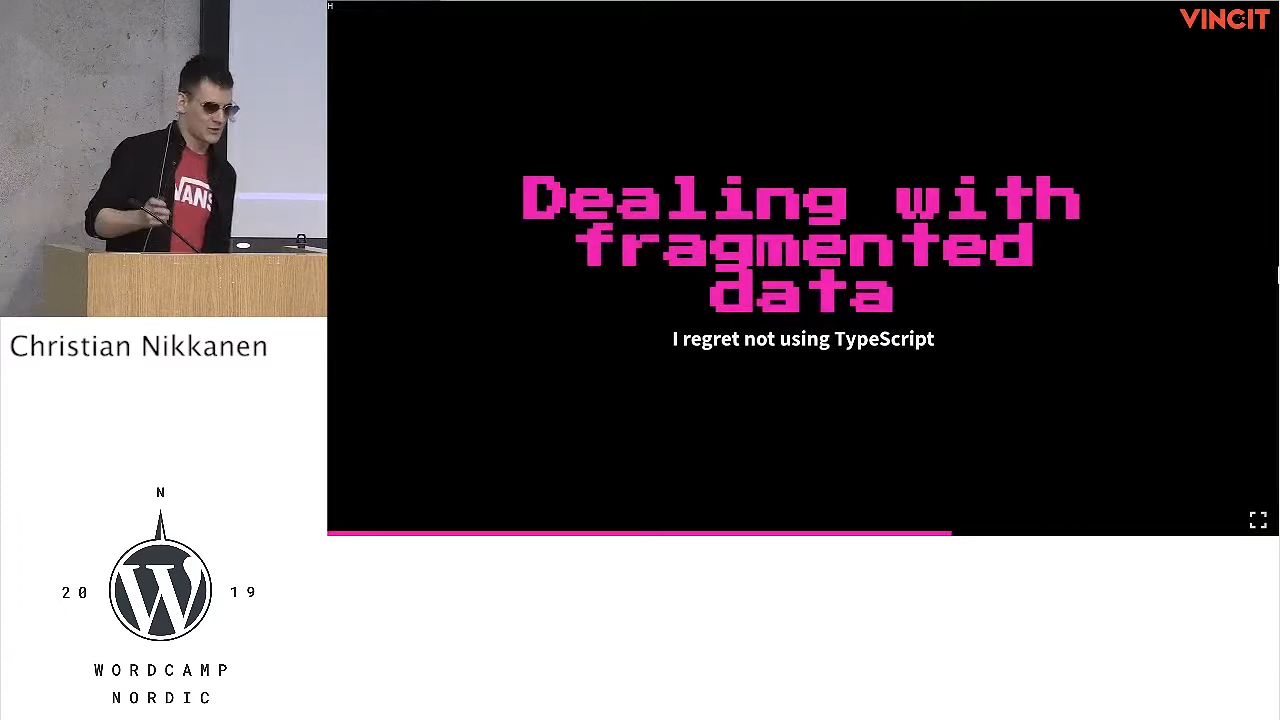 H
VINCIT
VANS
Dealing with
fragmented
data
I regret not using TypeScript
Christian Nikkanen
N
20 19
WORDCAMP
NORDIC